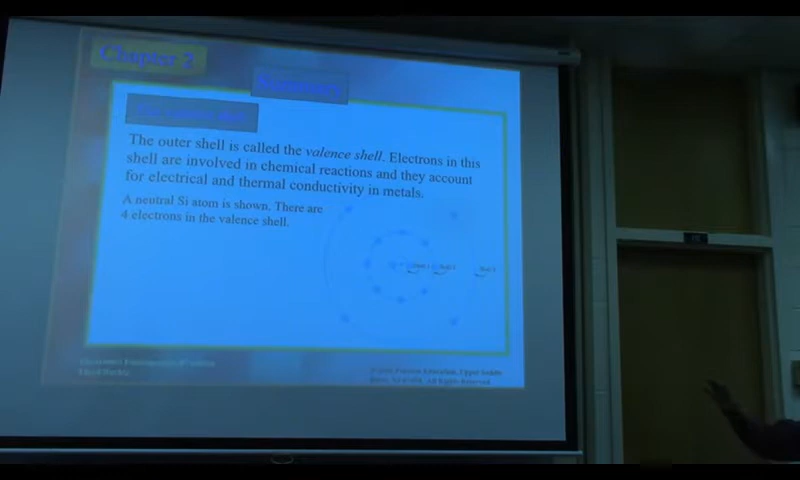 Chapter 2
Summary
The outer shell is called the valence shell. Electrons in this
shell are involved in chemical reactions and they account
for electrical and thermal conductivity in metals.
A neutral Si atom is shown. There are
4 electrons in the valence shell.